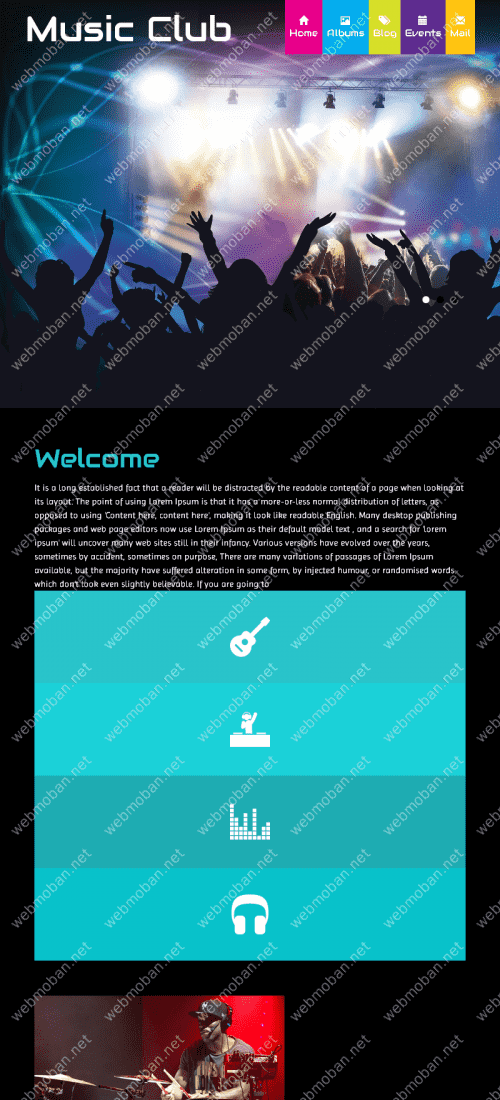 Music Club
Home
Albums
Blog
Events
Mail
Welcome
It is a long established fact that a reader will be distracted by the readable content of a page when looking at
its layout. The point of using Lorem Ipsum is that it has a more-or-less normal distribution of letters, as
opposed to using 'Content here, content here', making it look like readable English. Many desktop publishing
packages and web page editors now use Lorem Ipsum as their default model text , and a search for 'lorem
ipsum' will uncover many web sites still in their infancy. Various versions have evolved over the years,
sometimes by accident, sometimes on purpose, There are many variations of passages of Lorem Ipsum
available, but the majority have suffered alteration in some form, by injected humour, or randomised words
which don't look even slightly believable. If you are going to
webmoban.net